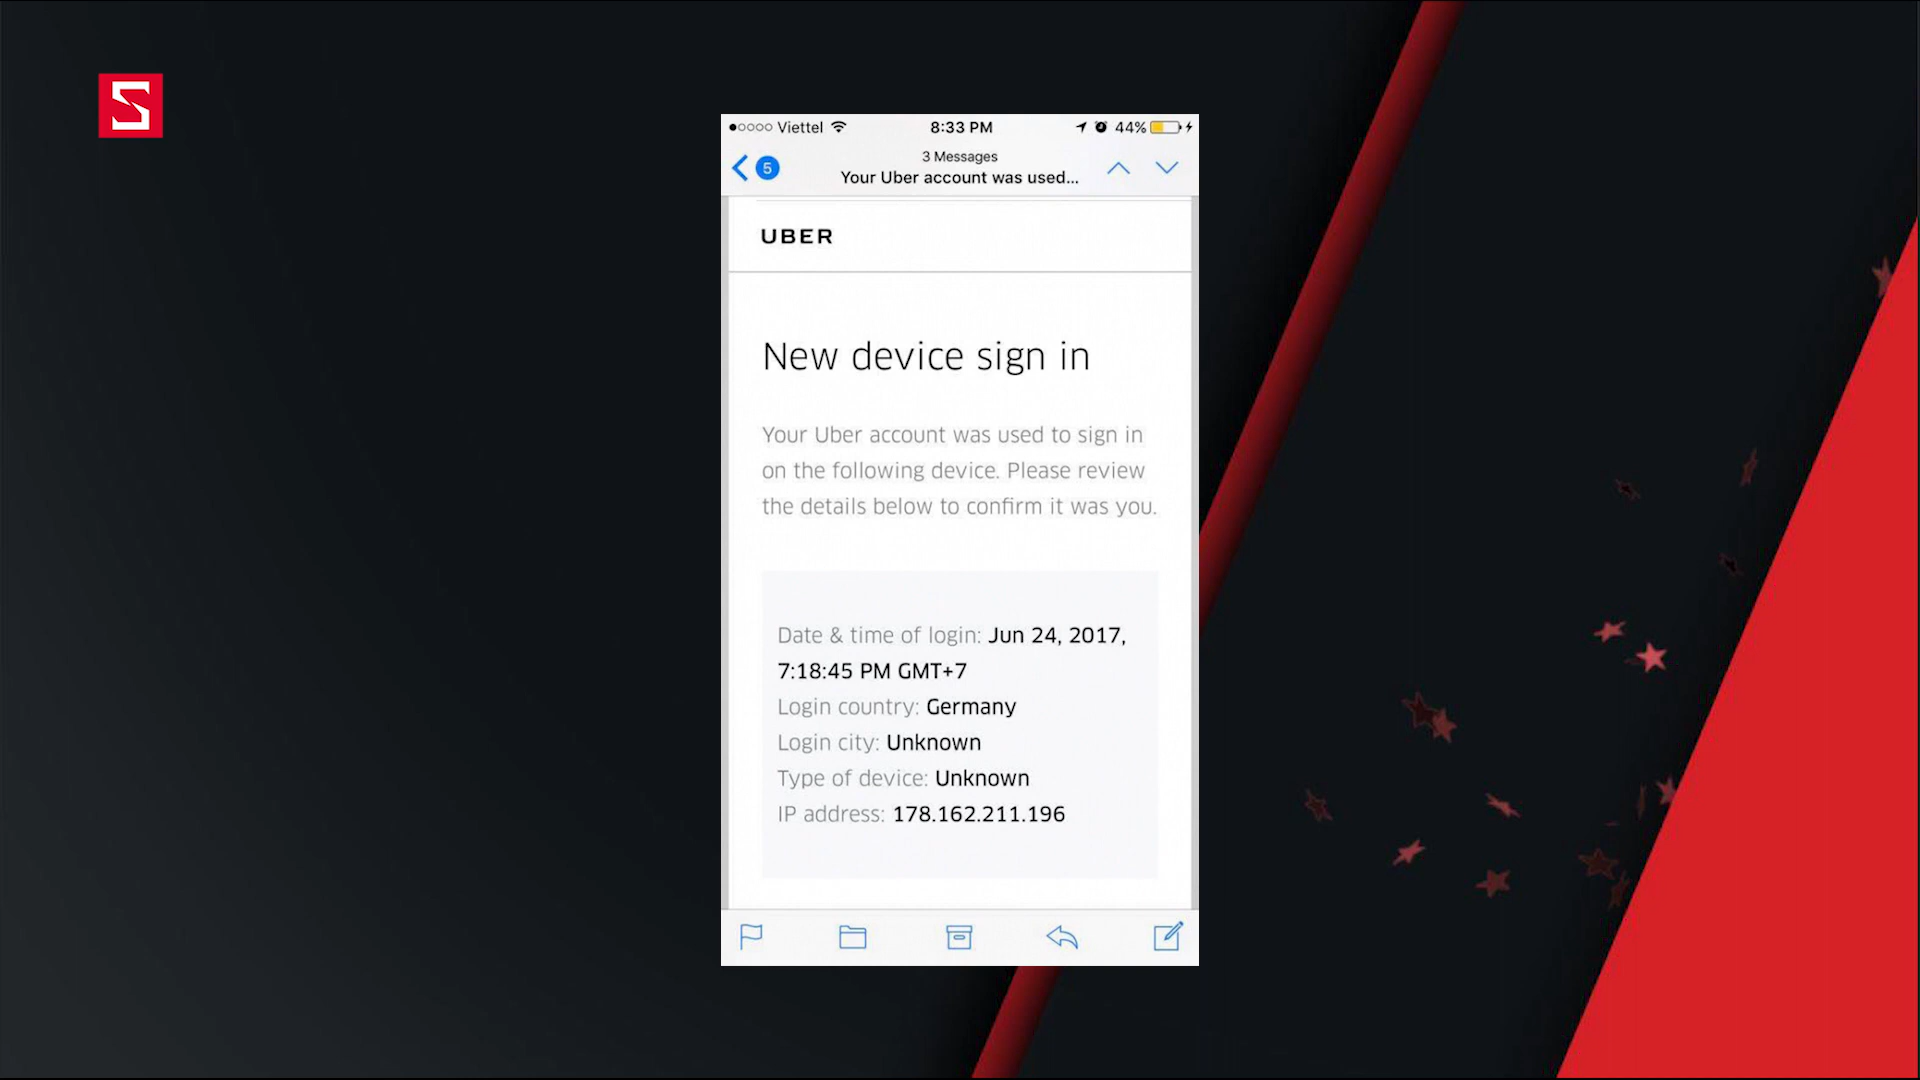 S
Viettel 8:33 PM 44%
5
3 Messages
Your Uber account was used...
UBER
New device sign in
Your Uber account was used to sign in
on the following device. Please review
the details below to confirm it was you.
Date & time of login: Jun 24, 2017,
7:18:45 PM GMT+7
Login country: Germany
Login city: Unknown
Type of device: Unknown
IP address: 178.162.211.196